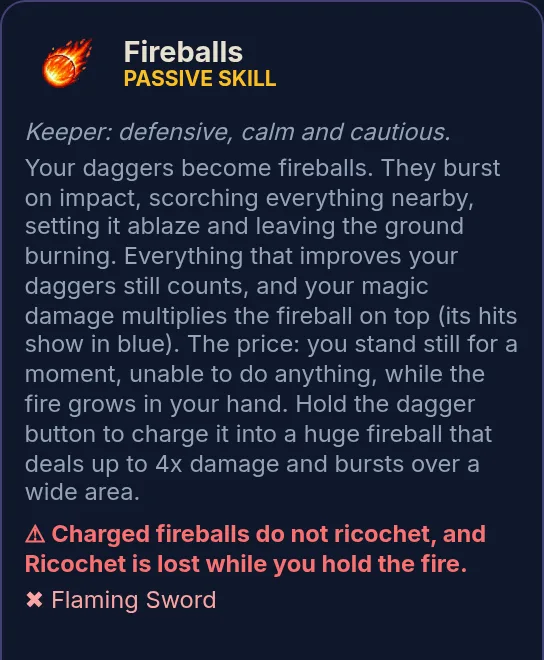 Fireballs
PASSIVE SKILL
Keeper: defensive, calm and cautious.
Your daggers become fireballs. They burst
on impact, scorching everything nearby,
setting it ablaze and leaving the ground
burning. Everything that improves your
daggers still counts, and your magic
damage multiplies the fireball on top (its hits
show in blue). The price: you stand still for a
moment, unable to do anything, while the
fire grows in your hand. Hold the dagger
button to charge it into a huge fireball that
deals up to 4x damage and bursts over a
wide area.
⚠ Charged fireballs do not ricochet, and
Ricochet is lost while you hold the fire.
✖ Flaming Sword